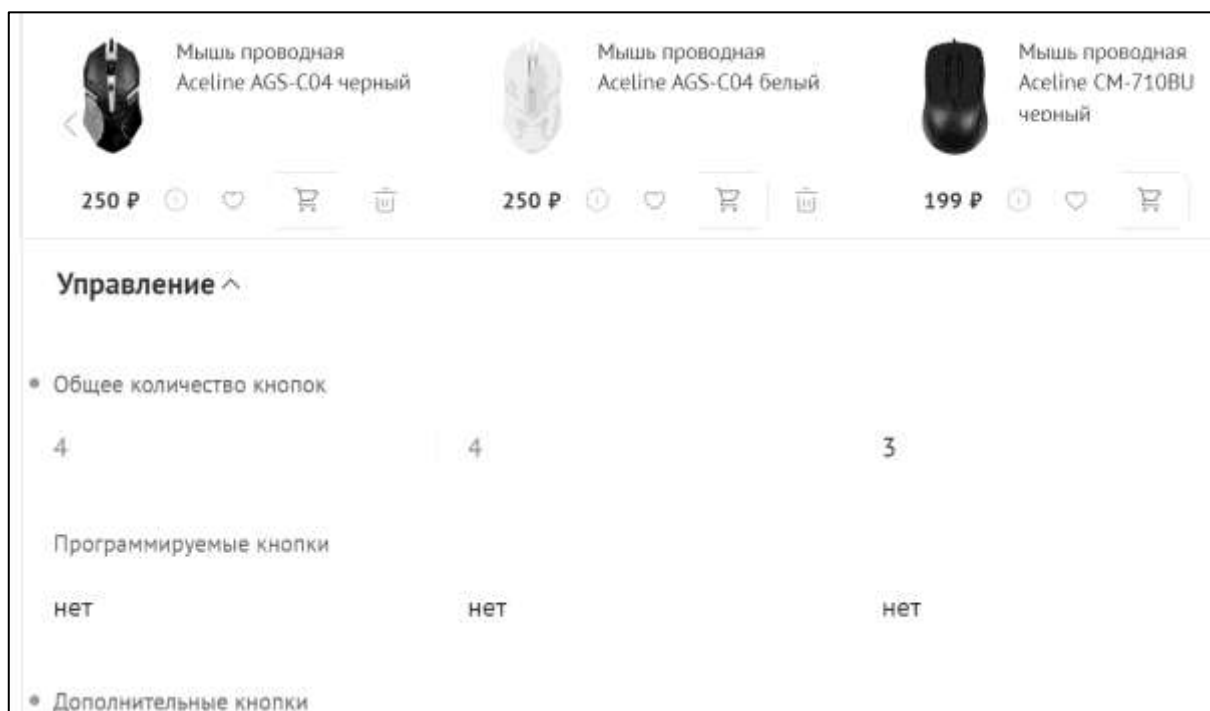 Мышь проводная
Aceline AGS-C04 черный
Мышь проводная
Aceline AGS-C04 белый
Мышь проводная
Aceline CM-710BU
черный
250 ₽
250 ₽
199 ₽
Управление
Общее количество кнопок
4 4 3
Программируемые кнопки
нет нет нет
Дополнительные кнопки